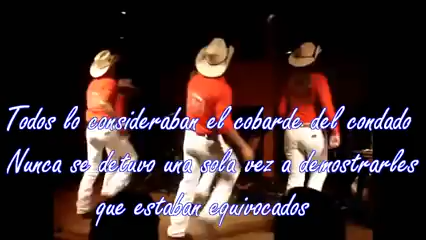 Todos lo consideraban el cobarde del condado
Nunca se detuvo una sola vez a demostrarles
que estaban equivocados